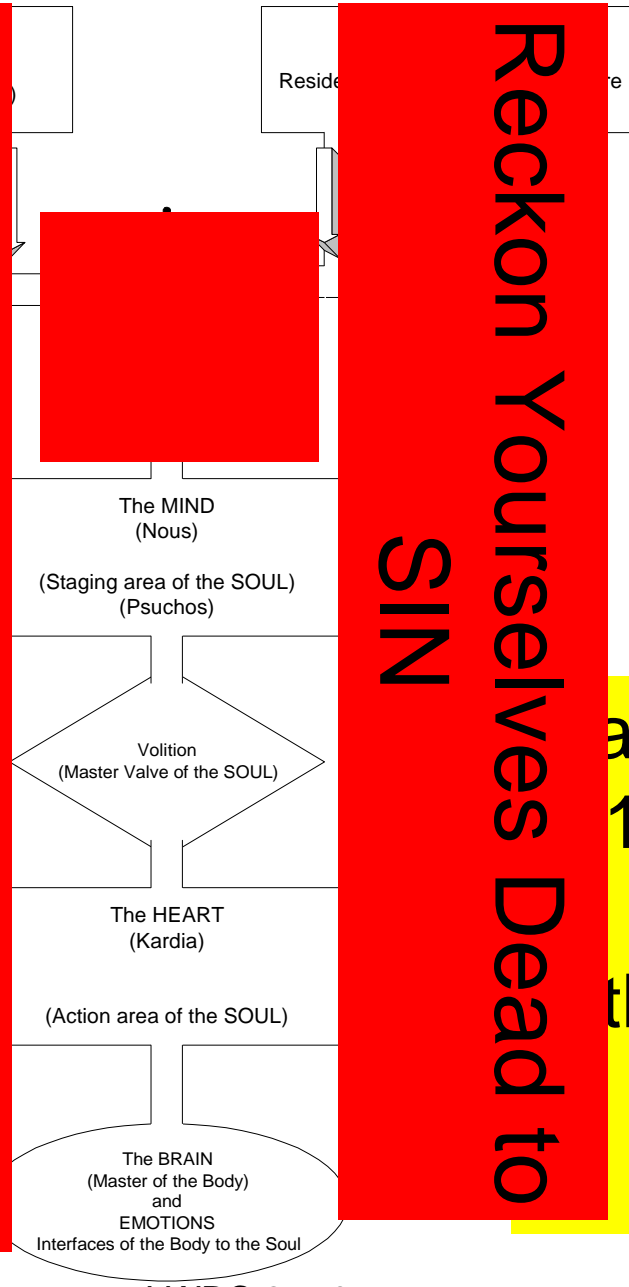 The MIND
(Nous)
(Staging area of the SOUL)
(Psuchos)
Volition
(Master Valve of the SOUL)
The HEART
(Kardia)
(Action area of the SOUL)
The BRAIN
(Master of the Body)
and
EMOTIONS
Interfaces of the Body to the Soul
Reckon Yourselves Dead to
SIN